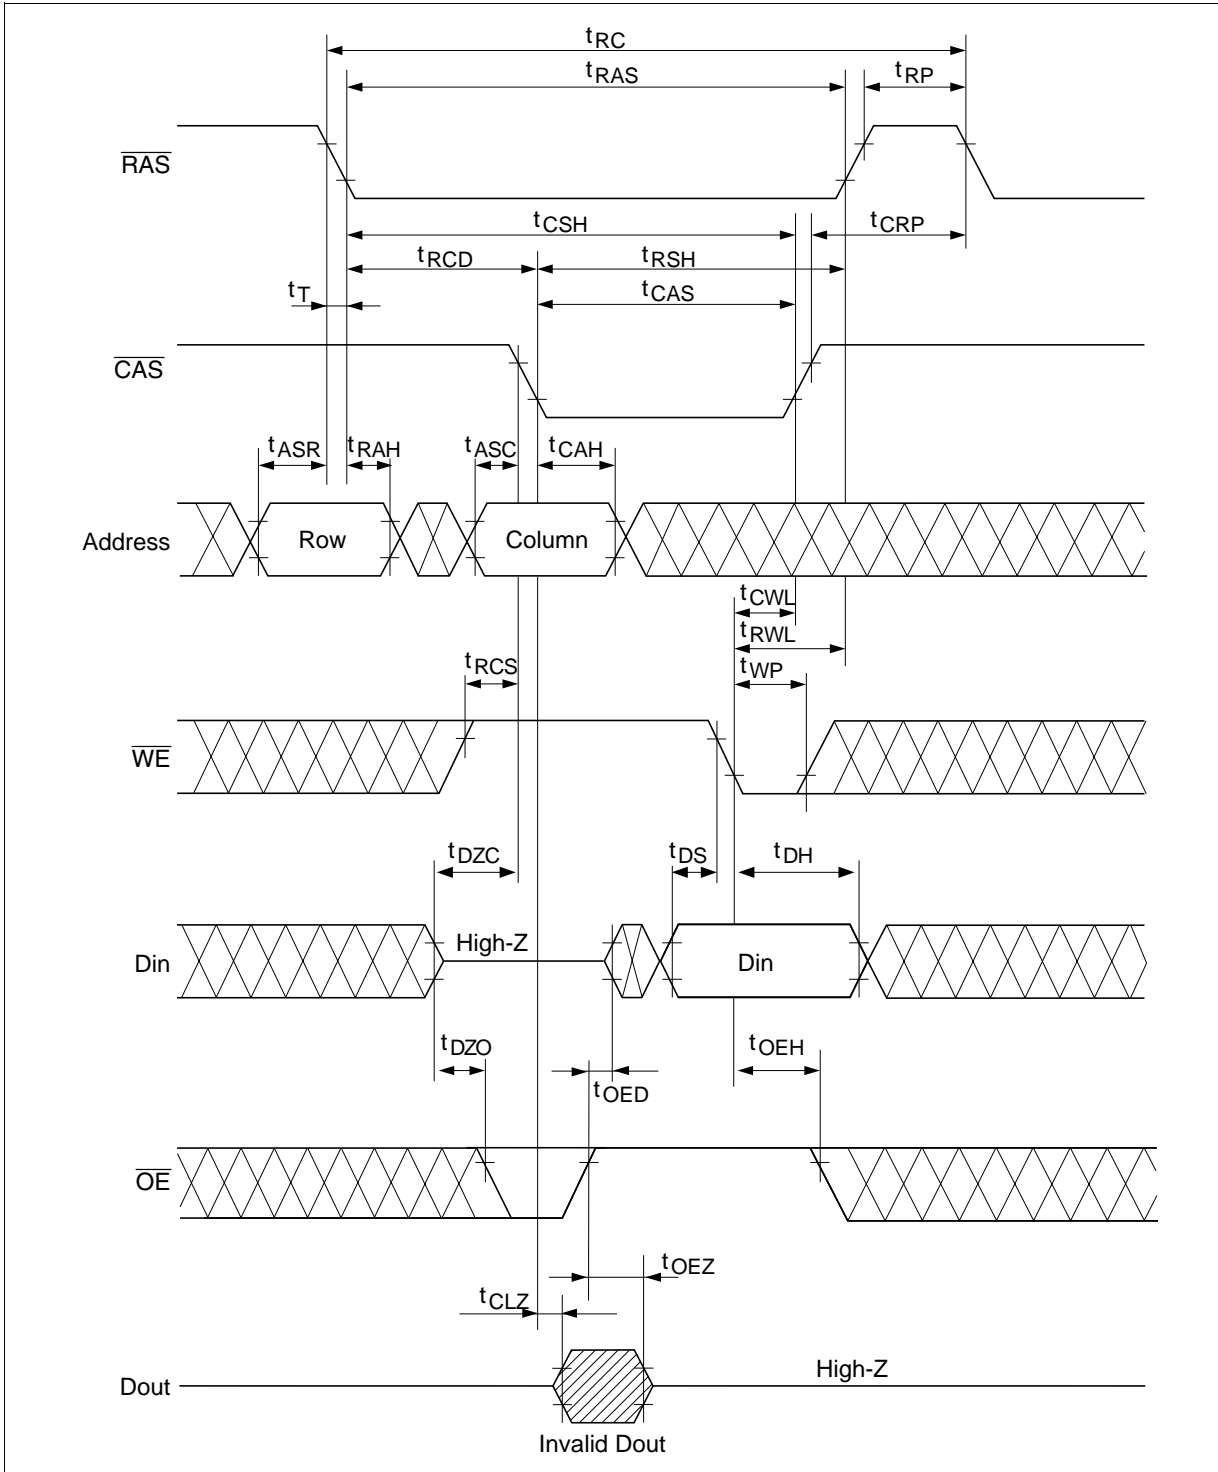 tRC
tRAS
tRP
RAS
tCSH
tCRP
tRCD
tRSH
tT
tCAS
CAS
tASR
tRAH
tASC
tCAH
Address
Row
Column
tCWL
tRWL
tRCS
tWP
WE
tDZC
tDS
tDH
High-Z
Din
Din
tDZO
tOEH
tOED
OE
tOEZ
tCLZ
High-Z
Dout
Invalid Dout